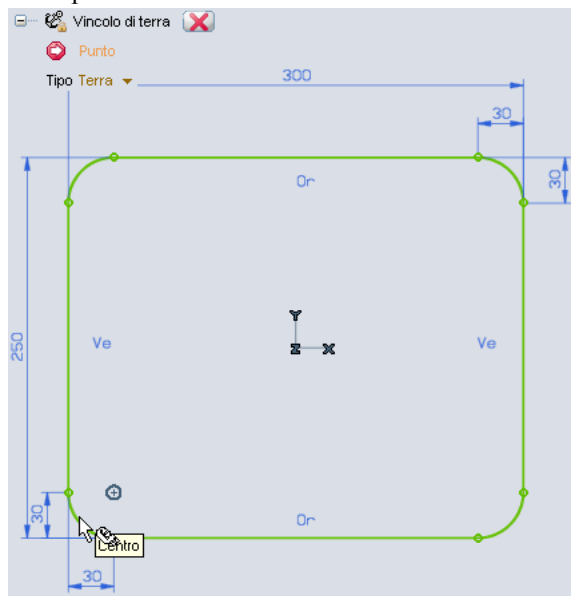 Vincolo di terra
Punto
Tipo Terra
300
30
30
Or
250
Ve
Y
Z X
Ve
30
Centro
Or
30